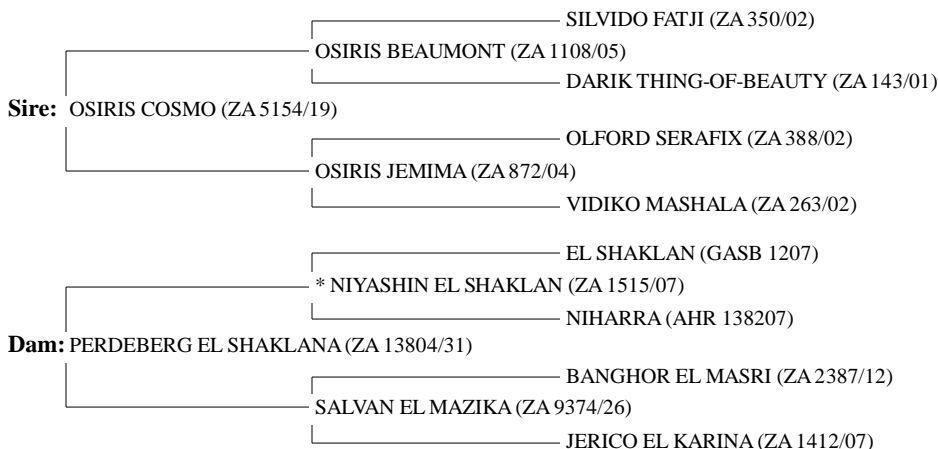 SILVIDO FATJI (ZA 350/02)
OSIRIS BEAUMONT (ZA 1108/05)
DARIK THING-OF-BEAUTY (ZA 143/01)
Sire: OSIRIS COSMO (ZA 5154/19)
OLFORD SERAFIX (ZA 388/02)
OSIRIS JEMIMA (ZA 872/04)
VIDIKO MASHALA (ZA 263/02)
EL SHAKLAN (GASB 1207)
* NIYASHIN EL SHAKLAN (ZA 1515/07)
NIHARRA (AHR 138207)
Dam: PERDEBERG EL SHAKLANA (ZA 13804/31)
BANGHOR EL MASRI (ZA 2387/12)
SALVAN EL MAZIKA (ZA 9374/26)
JERICO EL KARINA (ZA 1412/07)